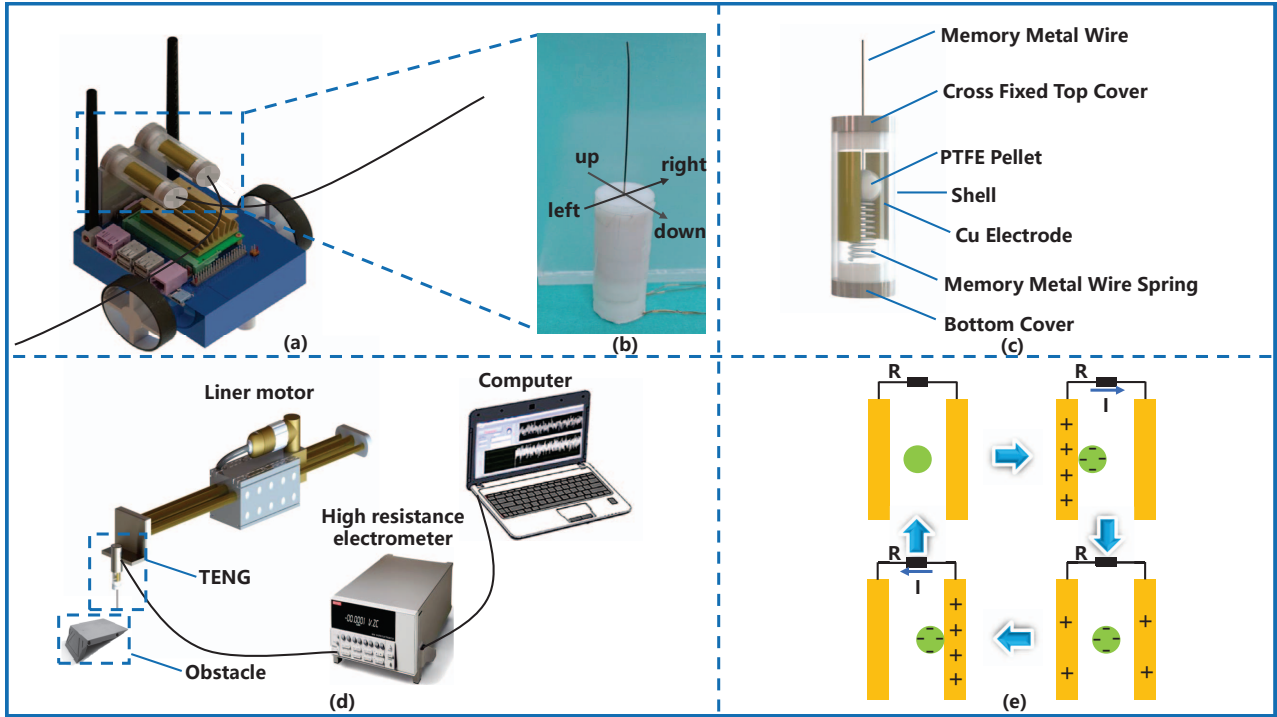 (a)
up
right
left
down
(b)
Memory Metal Wire
Cross Fixed Top Cover
PTFE Pellet
Shell
Cu Electrode
Memory Metal Wire Spring
Bottom Cover
(c)
Liner motor
Computer
High resistance
electrometer
TENG
Obstacle
(d)
R
R
I
+
+
+
+
R
I
+
+
+
+
R
+
+
+
+
(e)